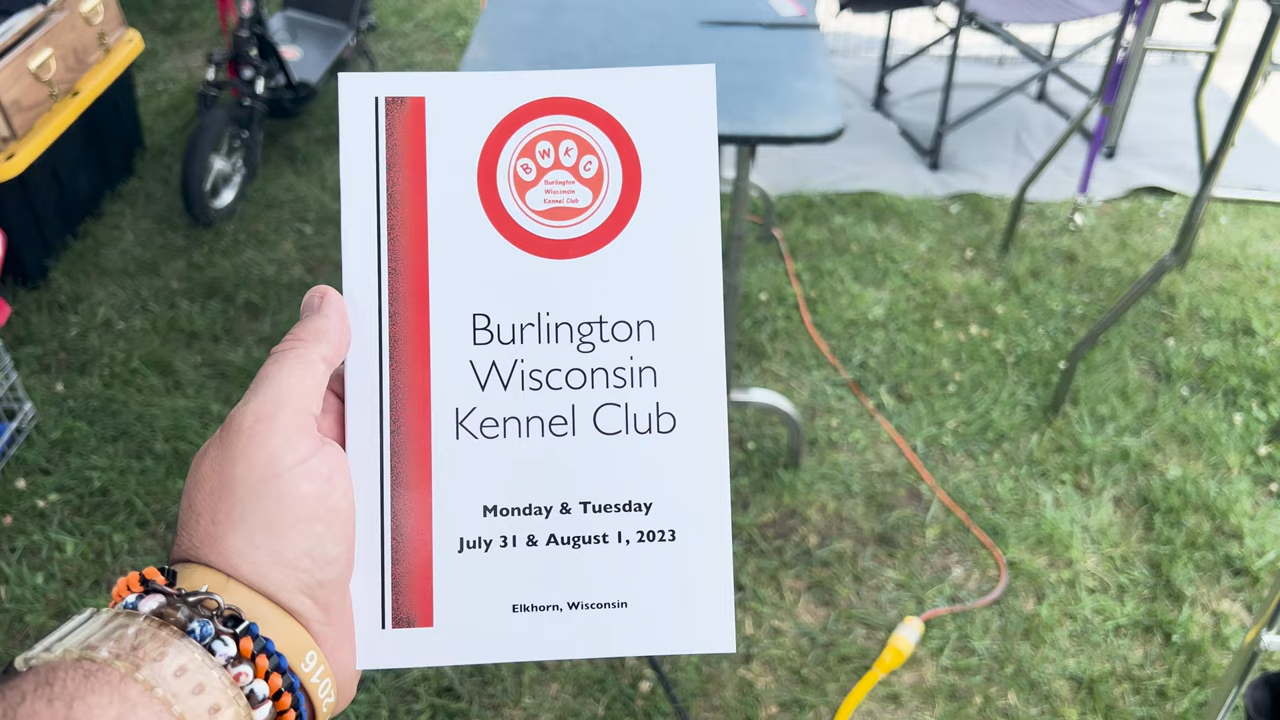 B W K C
Burlington
Wisconsin
Kennel Club
Burlington
Wisconsin
Kennel Club
Monday & Tuesday
July 31 & August 1, 2023
Elkhorn, Wisconsin
2016